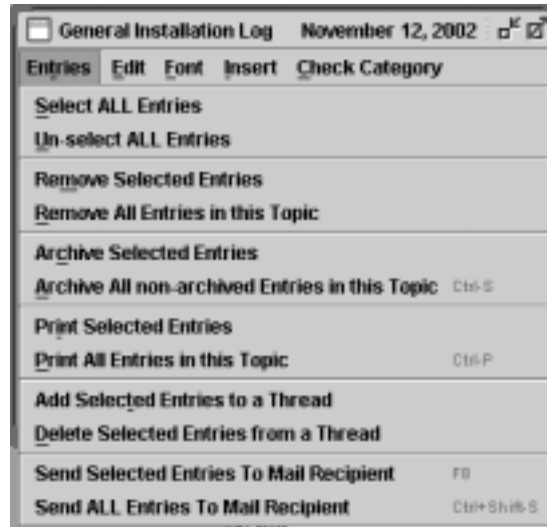 General Installation Log November 12, 2002
Entries Edit Font Insert Check Category
Select ALL Entries
Un-select ALL Entries
Remove Selected Entries
Remove All Entries in this Topic
Archive Selected Entries
Archive All non-archived Entries in this Topic Ctrl-S
Print Selected Entries
Print All Entries in this Topic Ctrl-P
Add Selected Entries to a Thread
Delete Selected Entries from a Thread
Send Selected Entries To Mail Recipient
Send ALL Entries To Mail Recipient Ctrl+Shift-S